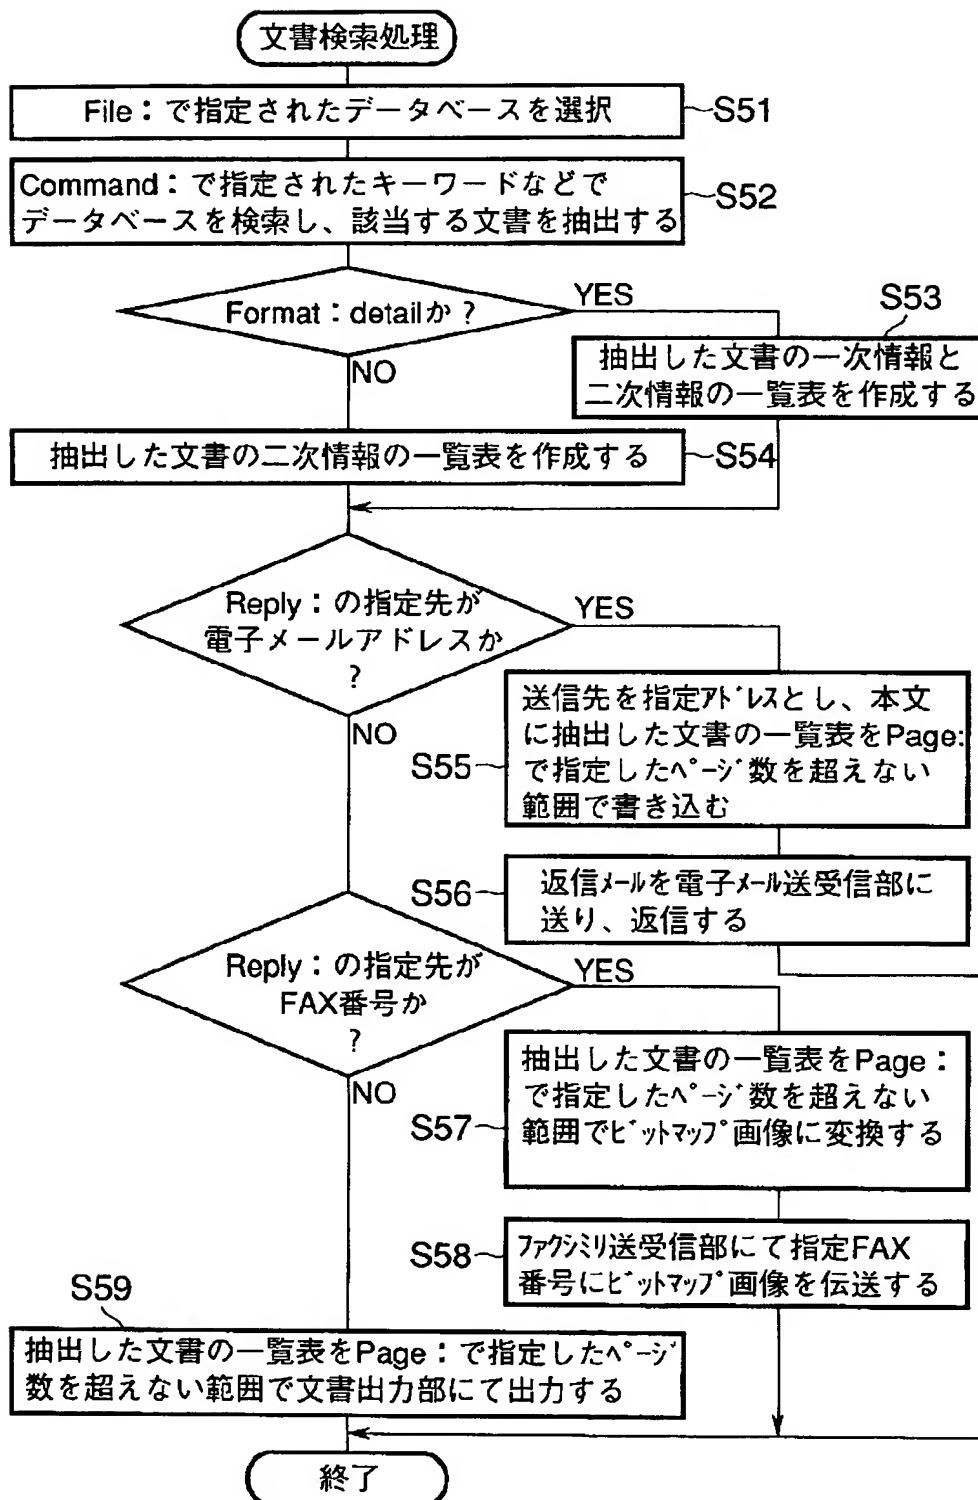 文書検索処理
File：で指定されたデータベースを選択
S51
Command：で指定されたキーワードなどで
データベースを検索し、該当する文書を抽出する
S52
Format：detailか？
YES
NO
S53
抽出した文書の一次情報と
二次情報の一覧表を作成する
抽出した文書の二次情報の一覧表を作成する
S54
Reply：の指定先が
電子メールアドレスか
？
YES
NO
S55
送信先を指定ｱﾄﾞﾚｽとし、本文
に抽出した文書の一覧表をPage:
で指定したﾍﾟｰｼﾞ数を超えない
範囲で書き込む
S56
返信ﾒｰﾙを電子ﾒｰﾙ送受信部に
送り、返信する
Reply：の指定先が
FAX番号か
？
YES
NO
S57
抽出した文書の一覧表をPage：
で指定したﾍﾟｰｼﾞ数を超えない
範囲でﾋﾞｯﾄﾏｯﾌﾟ画像に変換する
S58
ﾌｧｸｼﾐﾘ送受信部にて指定FAX
番号にﾋﾞｯﾄﾏｯﾌﾟ画像を伝送する
S59
抽出した文書の一覧表をPage：で指定したﾍﾟｰｼﾞ
数を超えない範囲で文書出力部にて出力する
終了